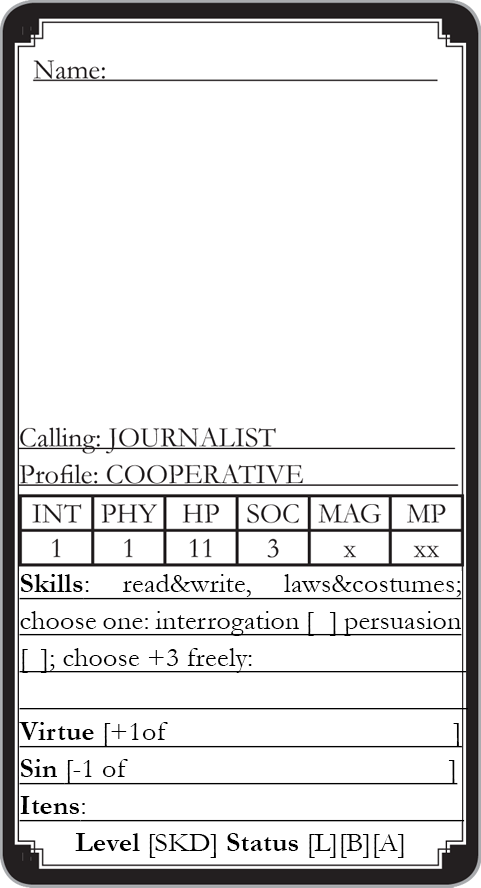 Name:
Calling: JOURNALIST
Profile: COOPERATIVE
INT PHY HP SOC MAG MP
1 1 11 3 x xx
Skills: read&write, laws&costumes;
choose one: interrogation [ ] persuasion
[ ]; choose +3 freely:
Virtue [+1of ]
Sin [-1 of ]
Itens:
Level [SKD] Status [L][B][A]